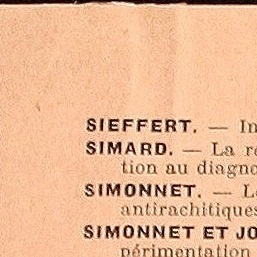 SIEFFERT. — In
SIMARD. — La r
tion au diagno
SIMONNET. — L
antirachitiques
SIMONNET ET JO
périmentation